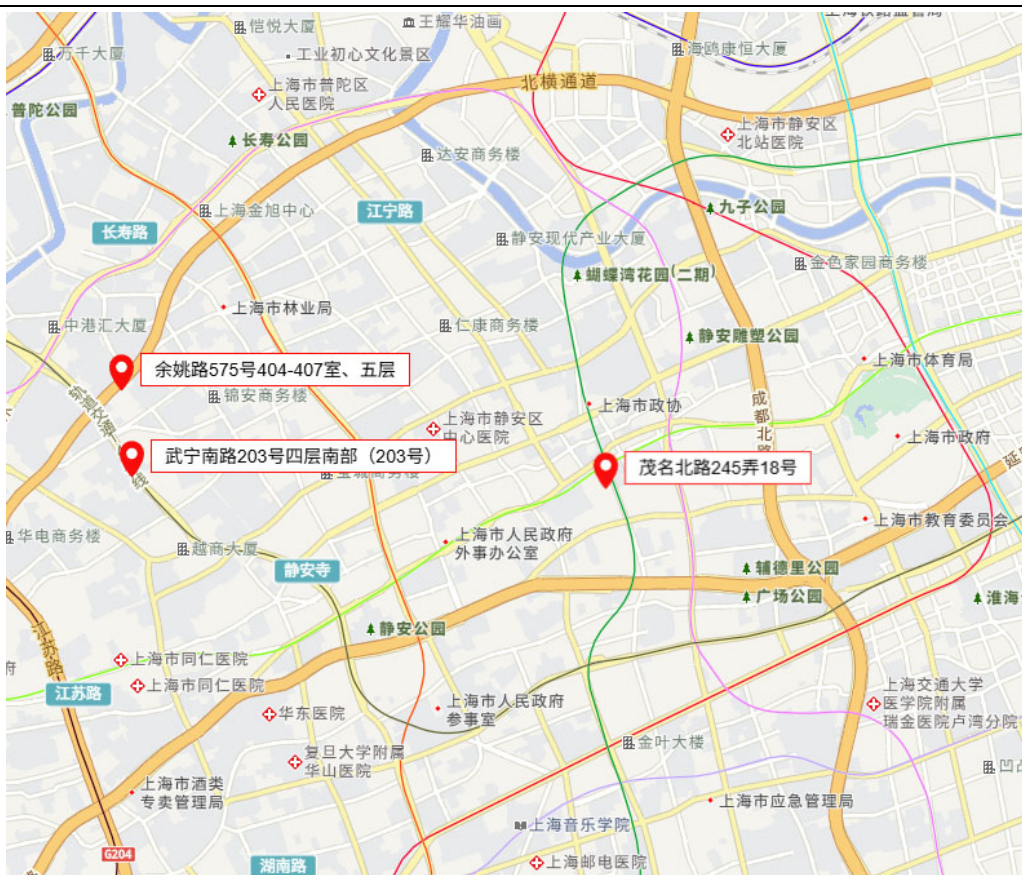 恺悦大厦
王耀华油画
万千大厦
工业初心文化景区
海鸥康恒大厦
北横通道
上海市普陀区
人民医院
普陀公园
上海市静安区
北站医院
长寿公园
达安商务楼
上海金旭中心
江宁路
九子公园
长寿路
静安现代产业大厦
金色家园商务楼
蝴蝶湾花园(二期)
上海市林业局
中港汇大厦
仁康商务楼
静安雕塑公园
上海市体育局
余姚路575号404-407室、五层
锦安商务楼
成都北路
上海市政协
上海市静安区
中心医院
轨道交通
线
上海市政府
武宁南路203号四层南部（203号）
茂名北路245弄18号
延
上海市教育委员会
上海市人民政府
外事办公室
华电商务楼
越商大厦
静安寺
辅德里公园
广场公园
淮海
静安公园
江苏路
府
上海市同仁医院
上海市同仁医院
江苏路
上海交通大学
医学院附属
瑞金医院卢湾分院
华东医院
上海市人民政府
参事室
金叶大楼
复旦大学附属
华山医院
凹凸
上海市酒类
专卖管理局
上海市应急管理局
上海音乐学院
G204
湖南路
上海邮电医院